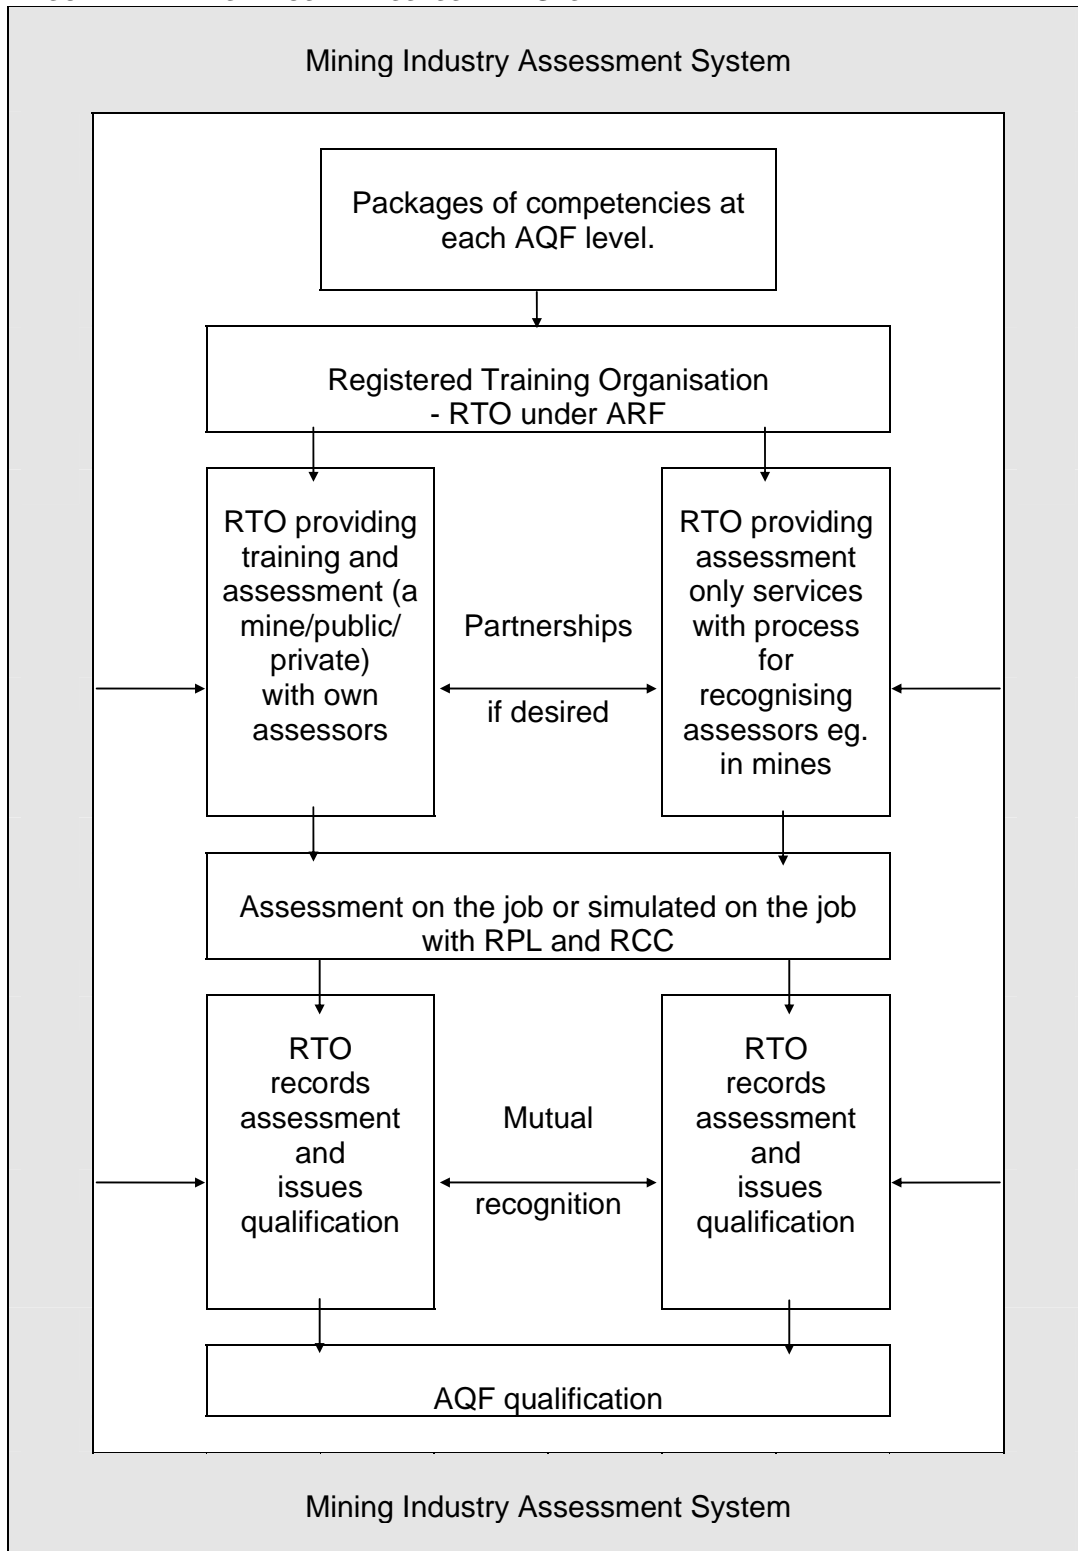 Mining Industry Assessment System
Packages of competencies at
each AQF level.
Registered Training Organisation
- RTO under ARF
RTO providing
training and
assessment (a
mine/public/
private)
with own
assessors
Partnerships
if desired
RTO providing
assessment
only services
with process
for
recognising
assessors eg.
in mines
Assessment on the job or simulated on the job
with RPL and RCC
RTO
records
assessment
and
issues
qualification
Mutual
recognition
RTO
records
assessment
and
issues
qualification
AQF qualification
Mining Industry Assessment System